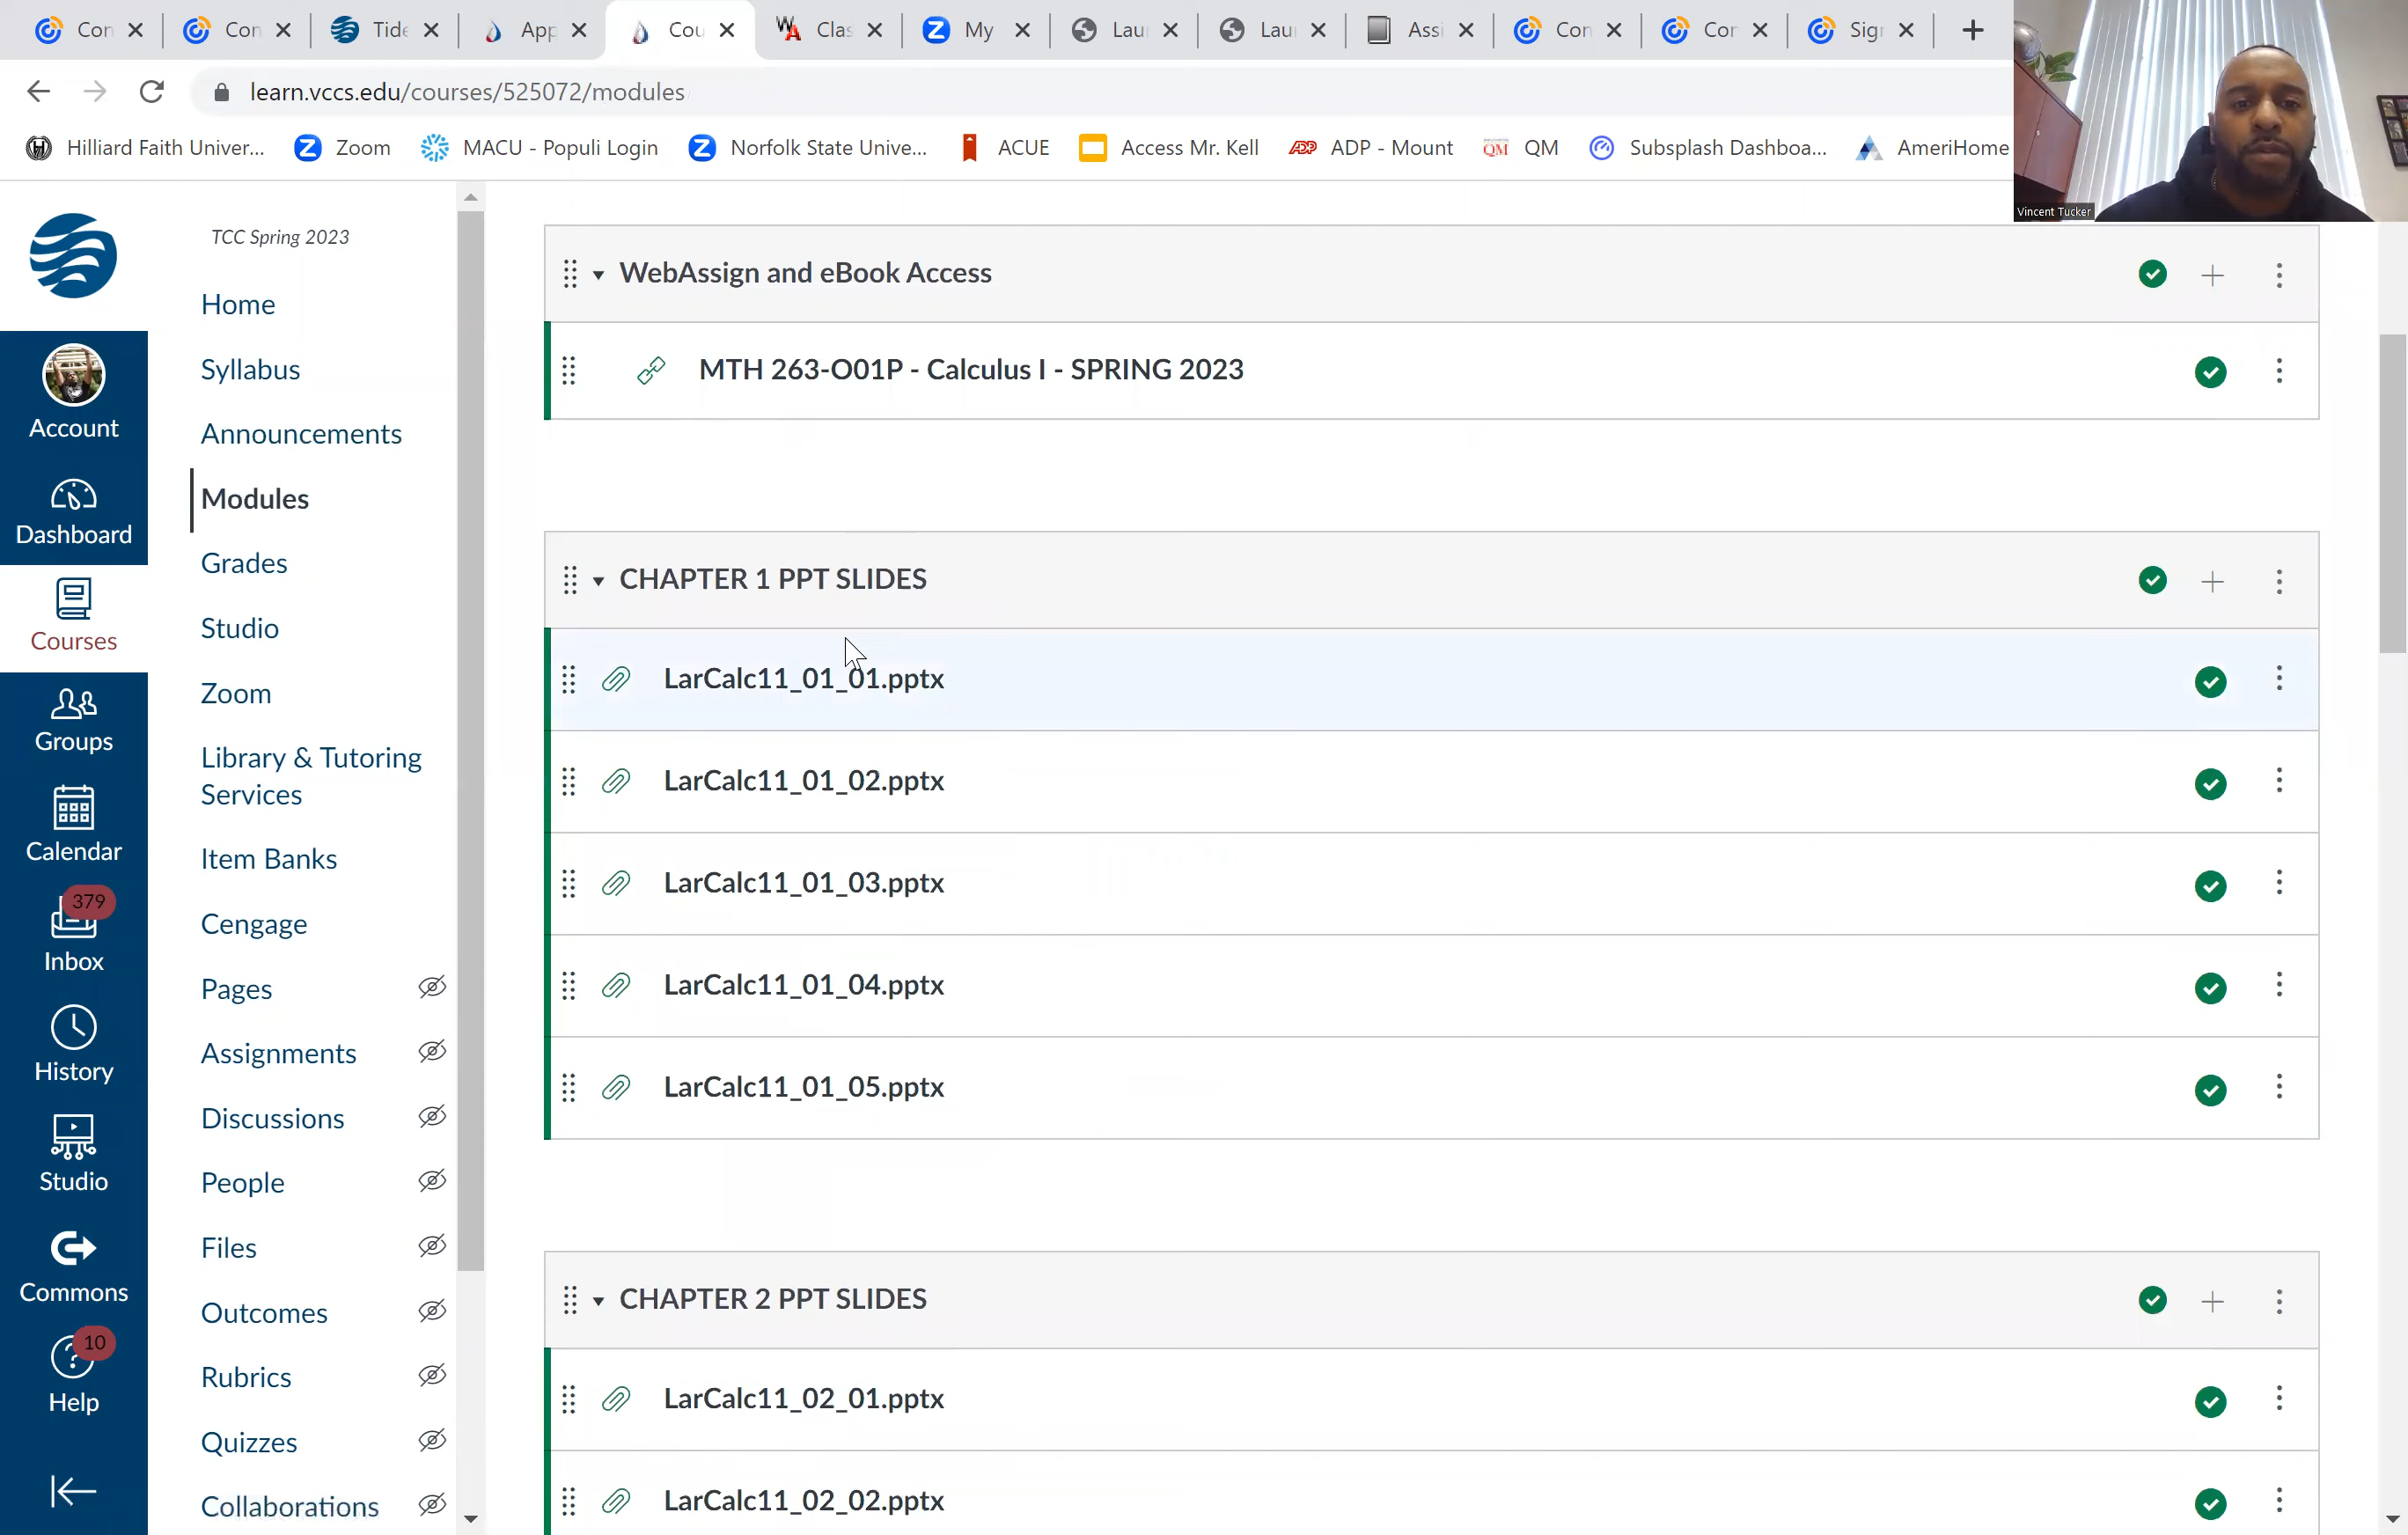 Con
Con
Tide
App
Cou
Clas
My
Lau
Lau
Assi
Con
Con
Sign
learn.vccs.edu/courses/525072/modules
Hilliard Faith Univer...
Zoom
MACU - Populi Login
Norfolk State Unive...
ACUE
Access Mr. Kell
ADP - Mount
QM
Subsplash Dashboa...
AmeriHome
Vincent Tucker
Account
Dashboard
Courses
Groups
Calendar
379
Inbox
History
Studio
Commons
10
Help
TCC Spring 2023
Home
Syllabus
Announcements
Modules
Grades
Studio
Zoom
Library & Tutoring
Services
Item Banks
Cengage
Pages
Assignments
Discussions
People
Files
Outcomes
Rubrics
Quizzes
Collaborations
WebAssign and eBook Access
MTH 263-O01P - Calculus I - SPRING 2023
CHAPTER 1 PPT SLIDES
LarCalc11_01_01.pptx
LarCalc11_01_02.pptx
LarCalc11_01_03.pptx
LarCalc11_01_04.pptx
LarCalc11_01_05.pptx
CHAPTER 2 PPT SLIDES
LarCalc11_02_01.pptx
LarCalc11_02_02.pptx